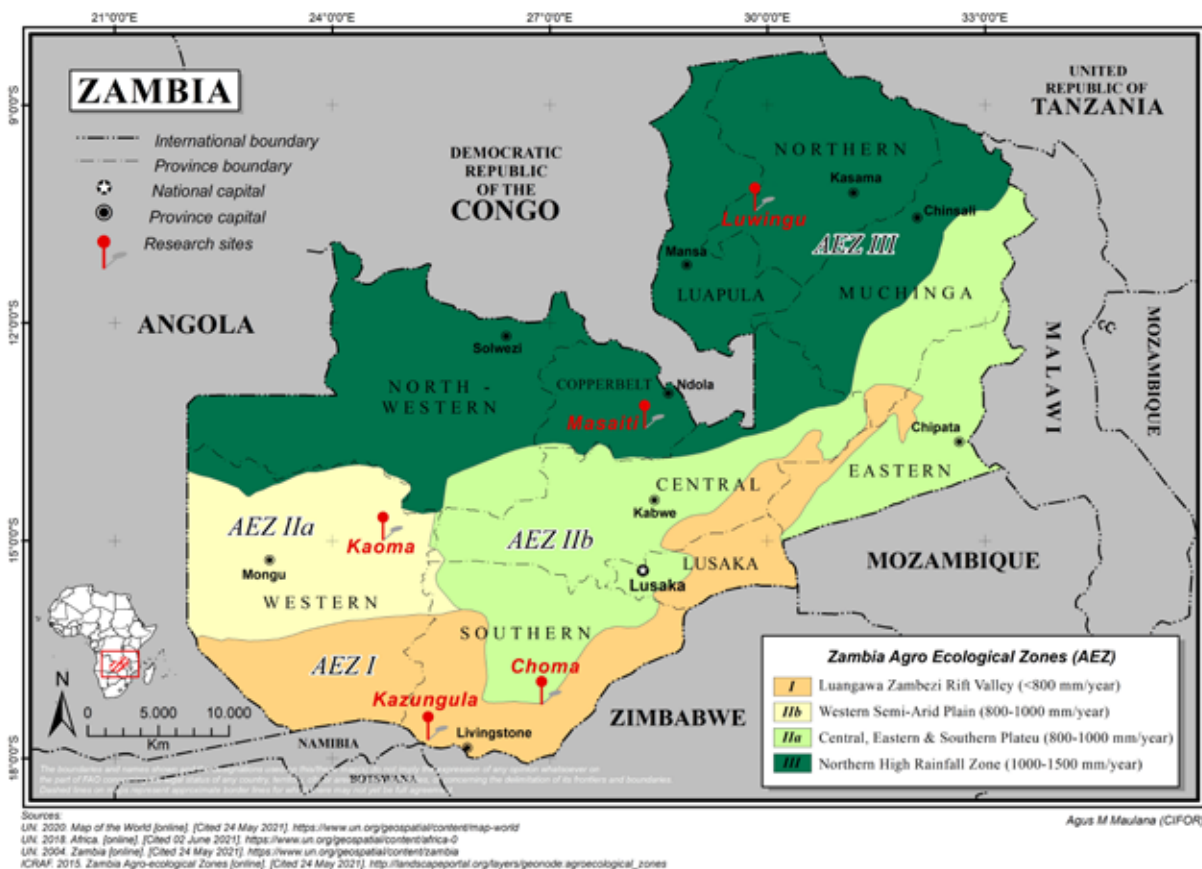 21°0'0"E 24°0'0"E 27°0'0"E 30°0'0"E 33°0'0"E
9°0'0"S
12°0'0"S
15°0'0"S
18°0'0"S
ZAMBIA
International boundary
Province boundary
National capital
Province capital
Research sites
DEMOCRATIC
REPUBLIC
OF THE
CONGO
UNITED
REPUBLIC OF
TANZANIA
ANGOLA
NORTHERN
Kasama
Luwingu
Chinsali
AEZ III
Mansa
LUAPULA
MUCHINGA
MALAWI
MOZAMBIQUE
Solwezi
NORTH -
WESTERN
COPPERBELT
Ndola
Masaiti
Chipata
EASTERN
CENTRAL
Kabwe
AEZ IIa
Kaoma
AEZ IIb
Mongu
WESTERN
LUSAKA
Lusaka
MOZAMBIQUE
SOUTHERN
AEZ I
Choma
Kazungula
Livingstone
ZIMBABWE
NAMIBIA
BOTSWANA
N
0 5.000 10.000
Km
Zambia Agro Ecological Zones (AEZ)
I Luangawa Zambezi Rift Valley (<800 mm/year)
IIb Western Semi-Arid Plain (800-1000 mm/year)
IIa Central, Eastern & Southern Plateu (800-1000 mm/year)
III Northern High Rainfall Zone (1000-1500 mm/year)
Sources:
UN. 2020. Map of the World [online]. [Cited 24 May 2021]. https://www.un.org/geospatial/content/map-world
UN. 2018. Africa. [online]. [Cited 02 June 2021]. https://www.un.org/geospatial/content/africa-0
UN. 2004. Zambia [online]. [Cited 24 May 2021]. https://www.un.org/geospatial/content/zambia
ICRAF. 2015. Zambia Agro-ecological Zones [online]. [Cited 24 May 2021]. http://landscapeportal.org/layers/geonode:agroecological_zones
Agus M Maulana (CIFOR)